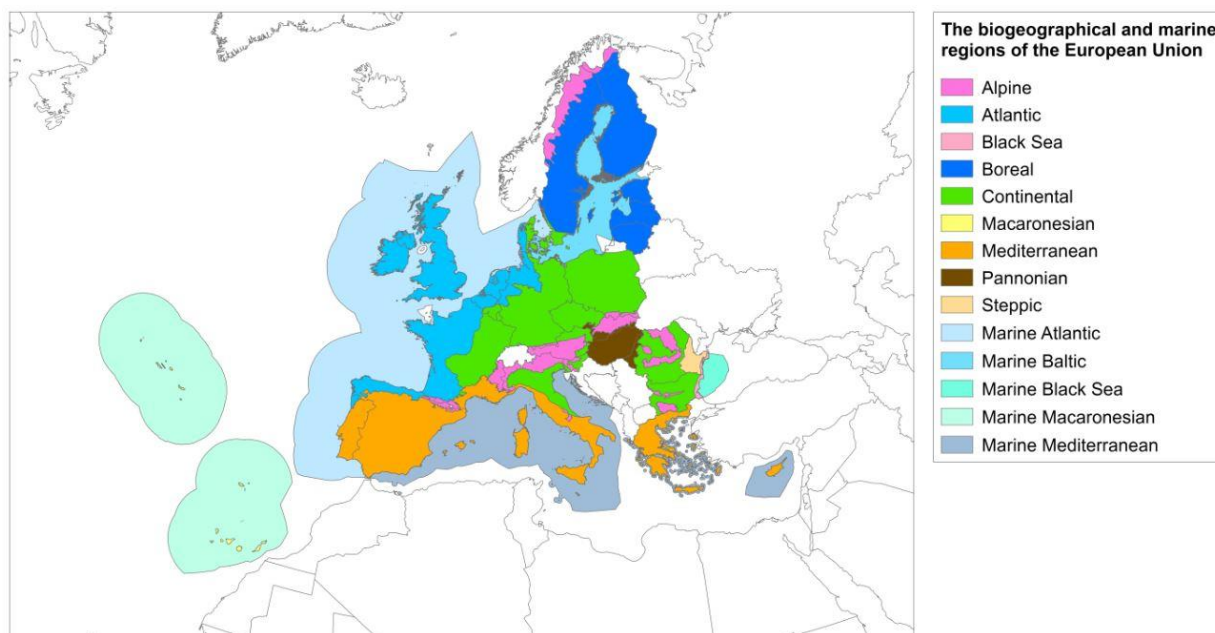 The biogeographical and marine
regions of the European Union
Alpine
Atlantic
Black Sea
Boreal
Continental
Macaronesian
Mediterranean
Pannonian
Steppic
Marine Atlantic
Marine Baltic
Marine Black Sea
Marine Macaronesian
Marine Mediterranean